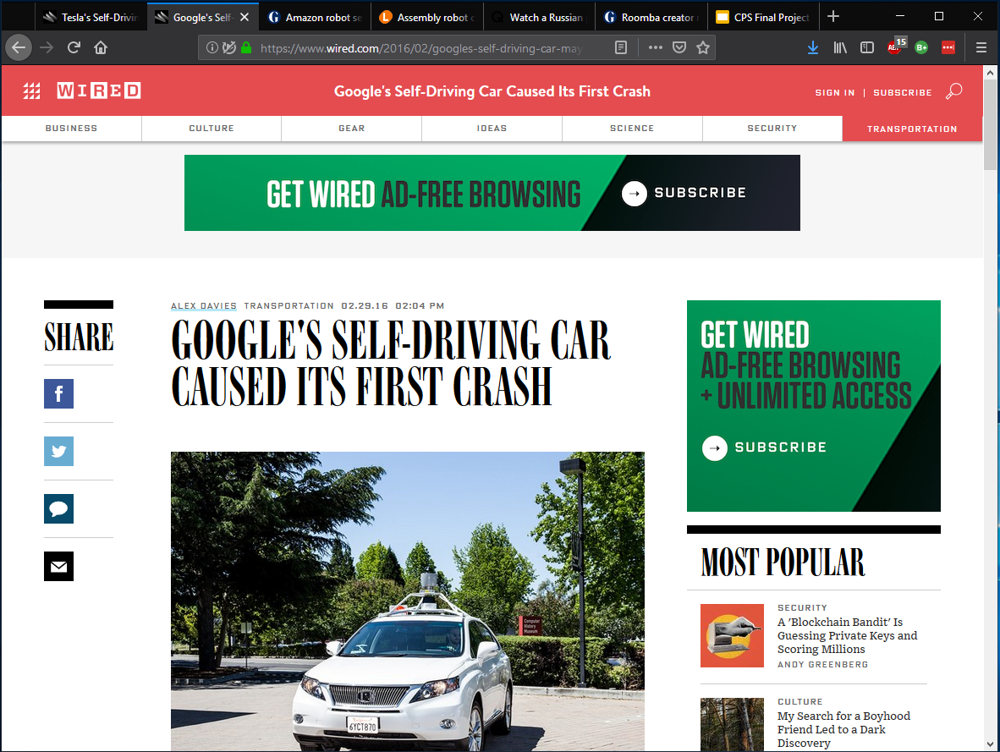 Tesla's Self-Drivin
Google's Self-
Amazon robot se
Assembly robot c
Watch a Russian
Roomba creator
CPS Final Project
https://www.wired.com/2016/02/googles-self-driving-car-may
15
B+
WIRED
Google's Self-Driving Car Caused Its First Crash
SIGN IN | SUBSCRIBE
BUSINESS
CULTURE
GEAR
IDEAS
SCIENCE
SECURITY
TRANSPORTATION
GET WIRED AD-FREE BROWSING
SUBSCRIBE
SHARE
ALEX DAVIES TRANSPORTATION 02.29.16 02:04 PM
GOOGLE'S SELF-DRIVING CAR
CAUSED ITS FIRST CRASH
Computer
History
Museum
6YCT870
GET WIRED
AD-FREE BROWSING
+ UNLIMITED ACCESS
SUBSCRIBE
MOST POPULAR
SECURITY
A 'Blockchain Bandit' Is
Guessing Private Keys and
Scoring Millions
ANDY GREENBERG
CULTURE
My Search for a Boyhood
Friend Led to a Dark
Discovery